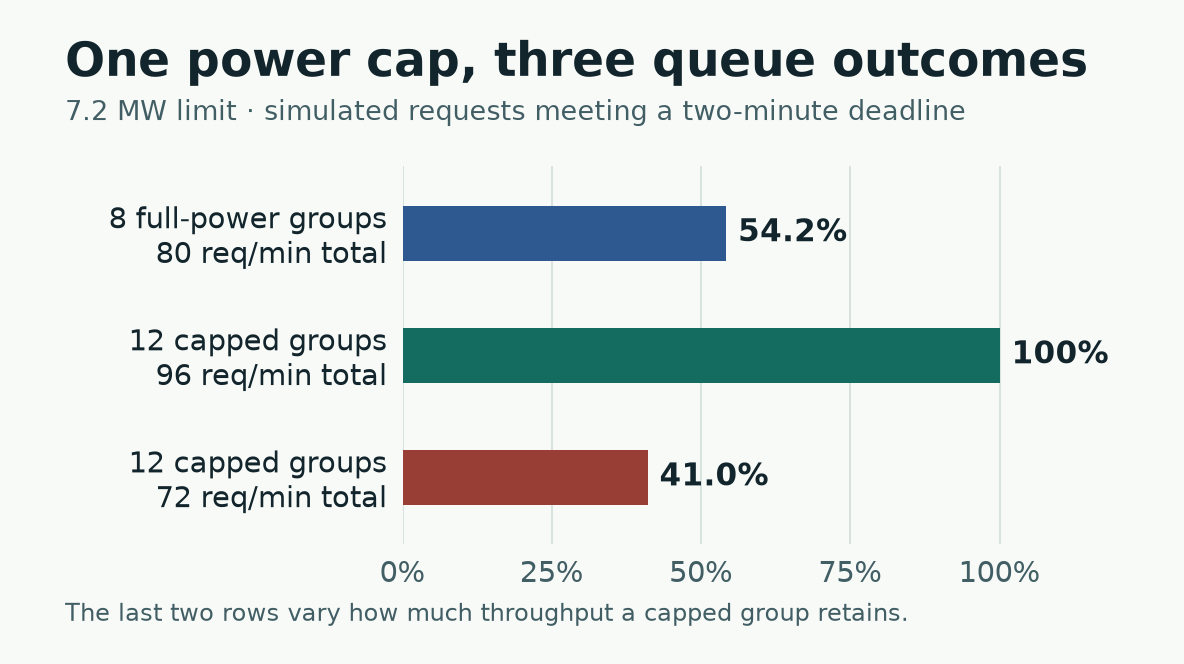 One power cap, three queue outcomes
7.2 MW limit · simulated requests meeting a two-minute deadline
8 full-power groups
80 req/min total
54.2%
12 capped groups
96 req/min total
100%
12 capped groups
72 req/min total
41.0%
0% 25% 50% 75% 100%
The last two rows vary how much throughput a capped group retains.